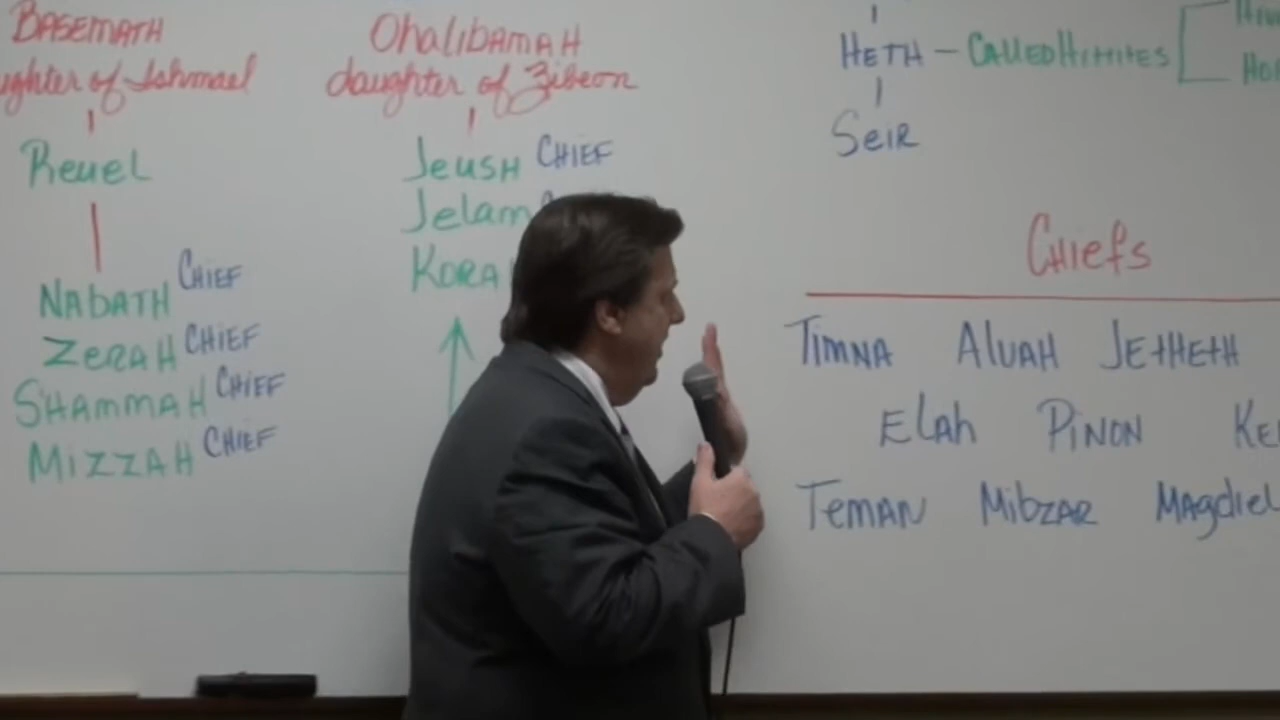 BASEMATH
ughter of Ishmael
Reuel
NAbATH CHIEF
ZERAH CHIEF
SHAMMAH CHIEF
MIZZAH CHIEF
OhAlIbAMAH
daughter of Zibeon
JeusH CHIEF
Jelam
KORA
HETH — CAllED HITTITES
SEIR
CHIEFS
TIMNA AlUAH JETHETH
ElAh PINON
TEMAN MIbZAR MAgdiel